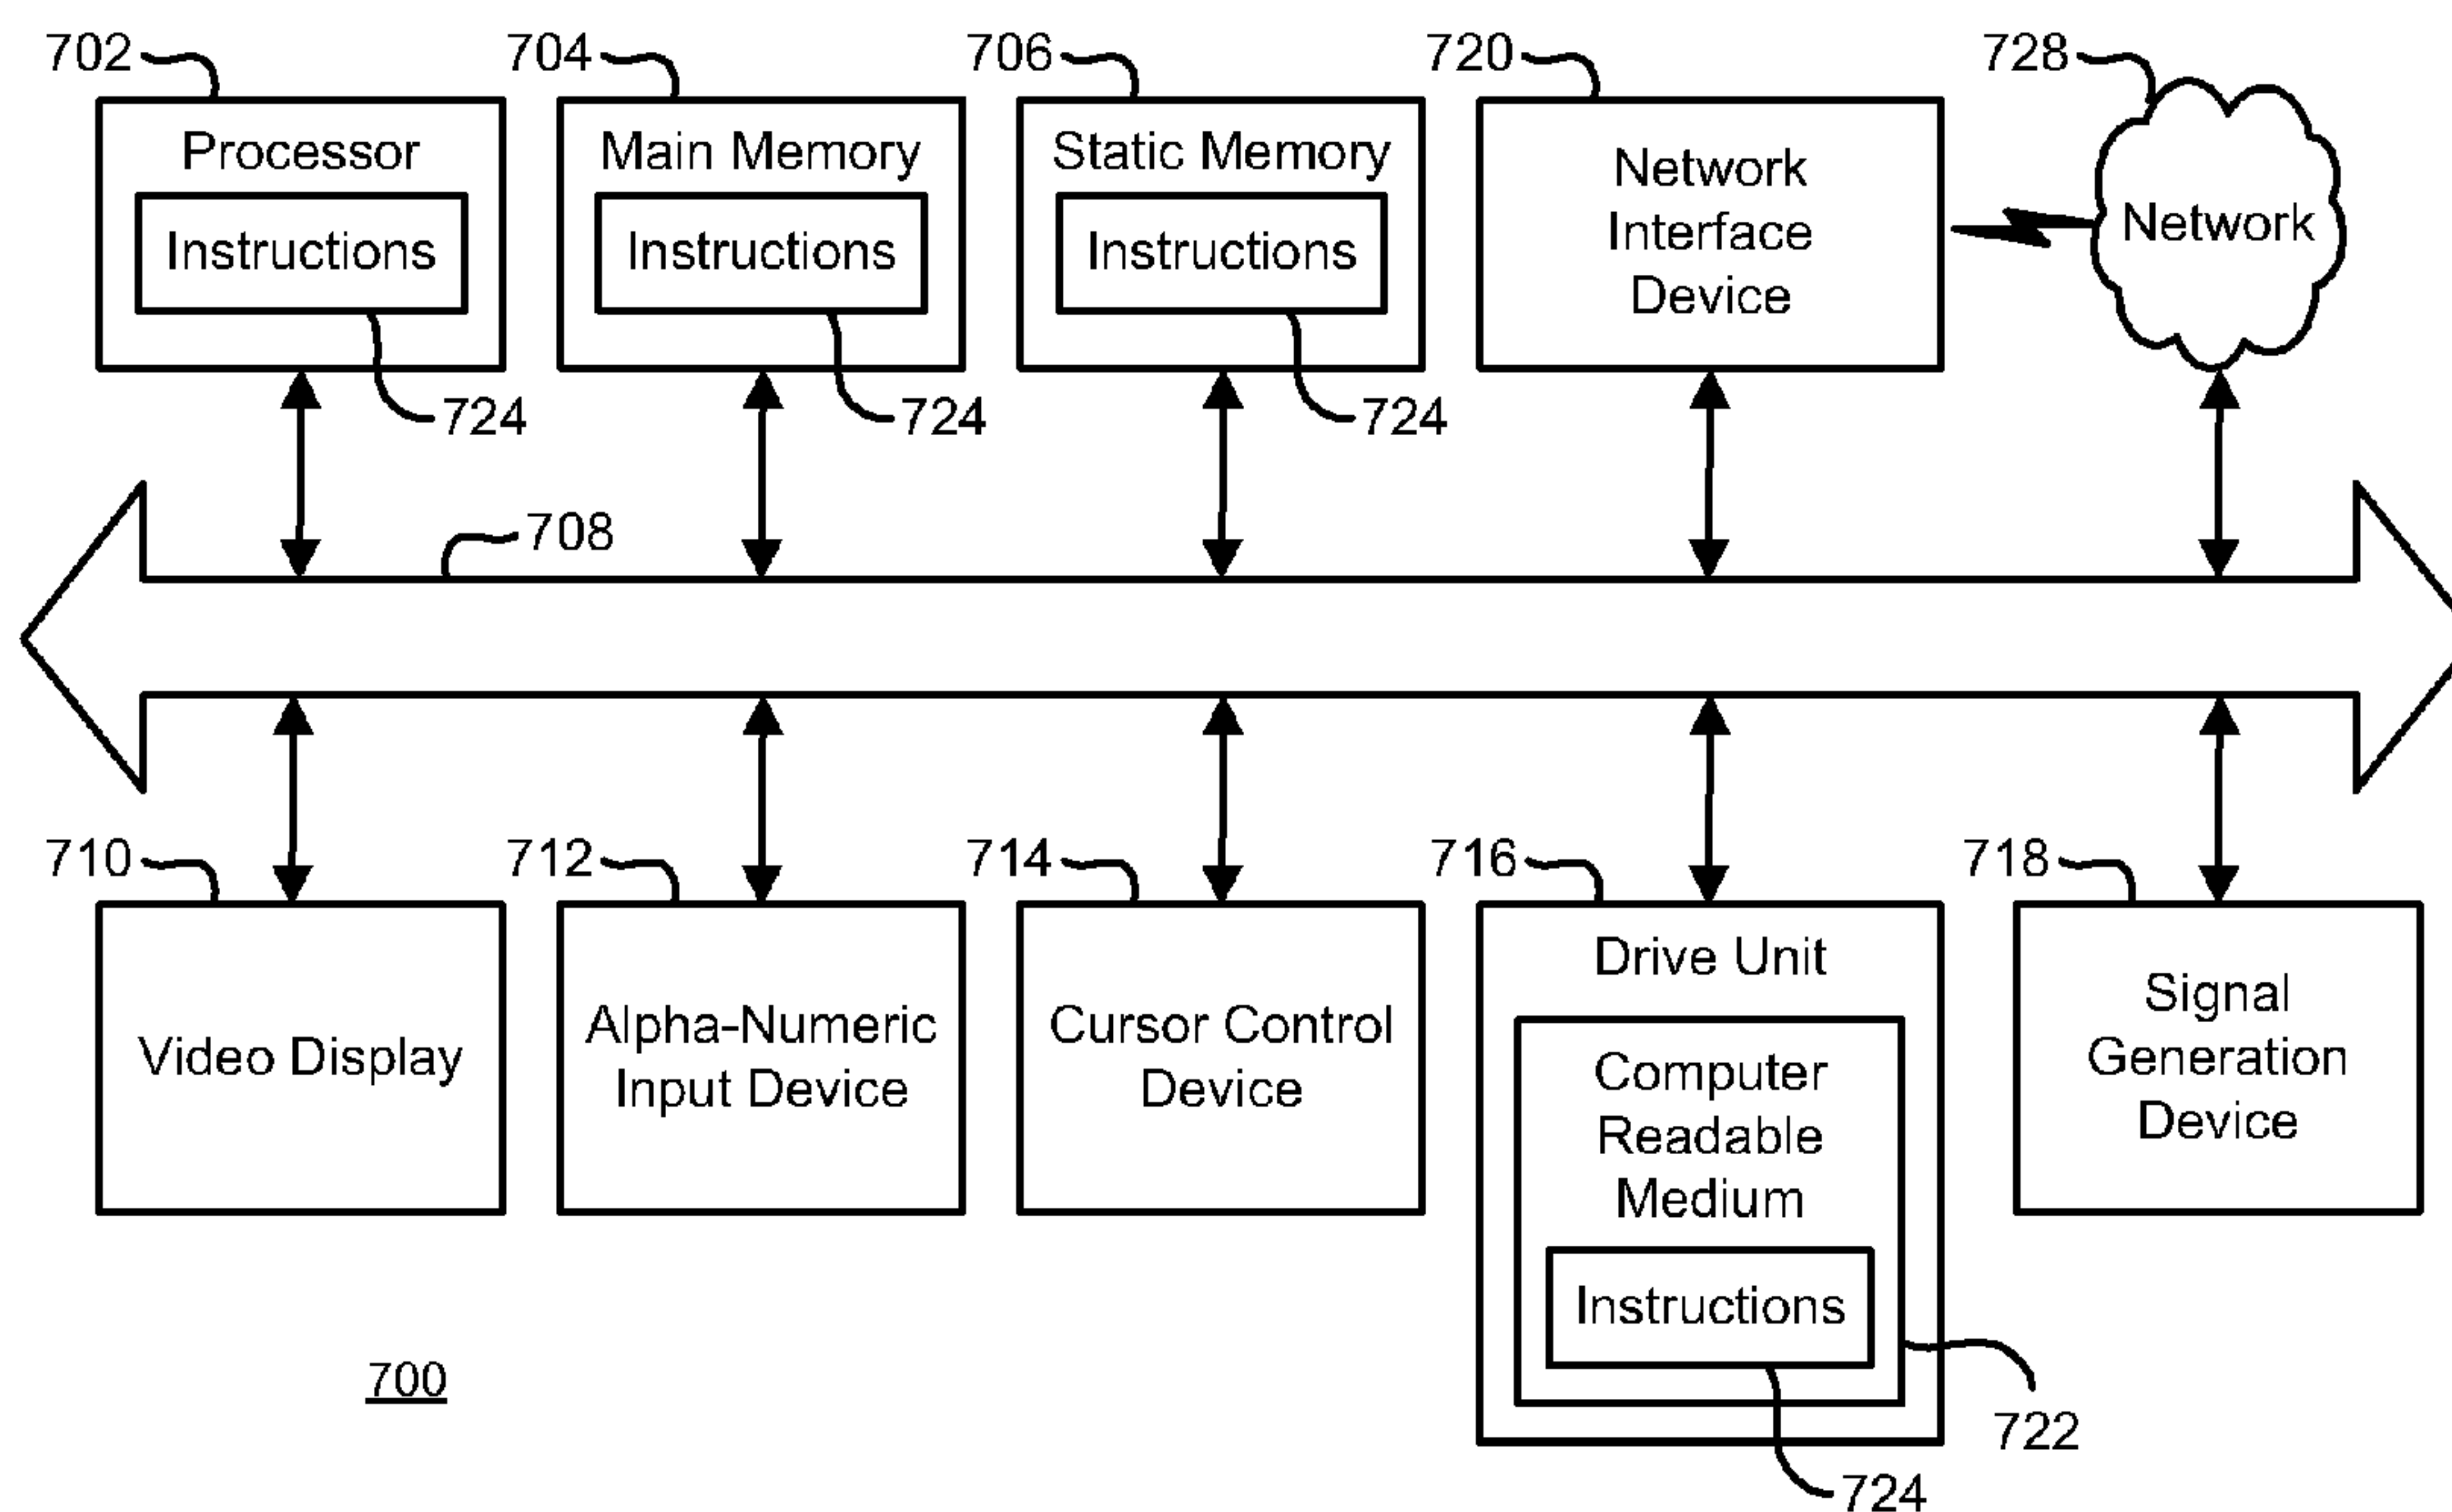 702
704
706
720
728
Processor
Instructions
724
Main Memory
Instructions
724
Static Memory
Instructions
724
Network
Interface
Device
Network
708
710
712
714
716
718
Video Display
Alpha-Numeric
Input Device
Cursor Control
Device
Drive Unit
Computer
Readable
Medium
Instructions
Signal
Generation
Device
700
722
724